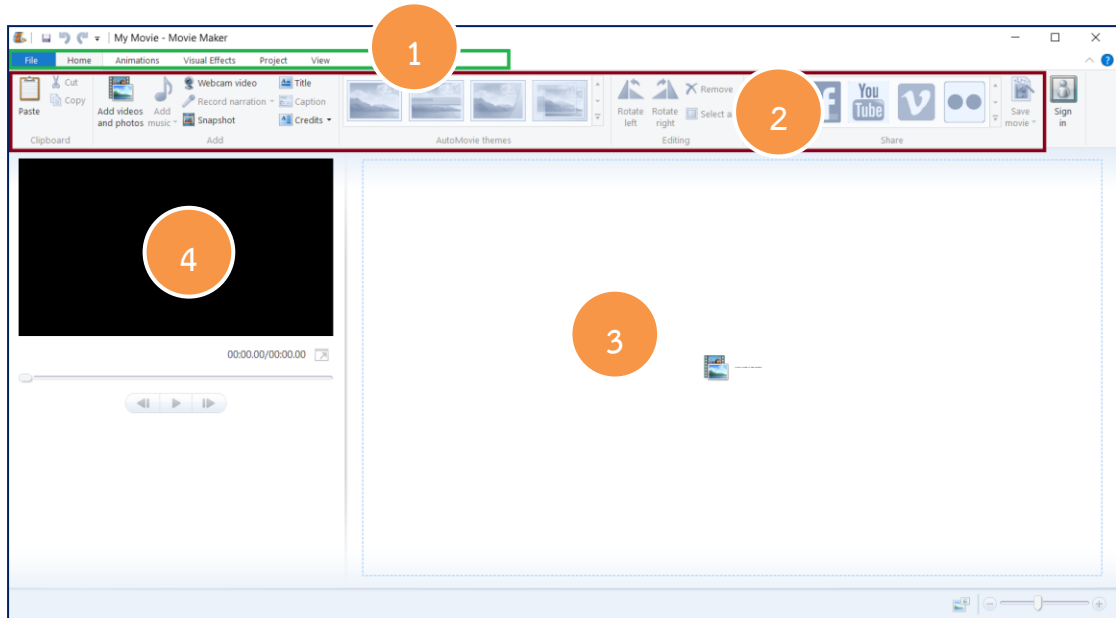 My Movie - Movie Maker
1
File Home Animations Visual Effects Project View
Paste
Cut
Copy
Clipboard
Add videos and photos
Add music
Webcam video
Record narration
Snapshot
Title
Caption
Credits
Add
AutoMovie themes
Rotate left
Rotate right
Remove
Select a
Editing
2
You Tube
Share
Save movie
Sign in
4
3
00:00.00/00:00.00